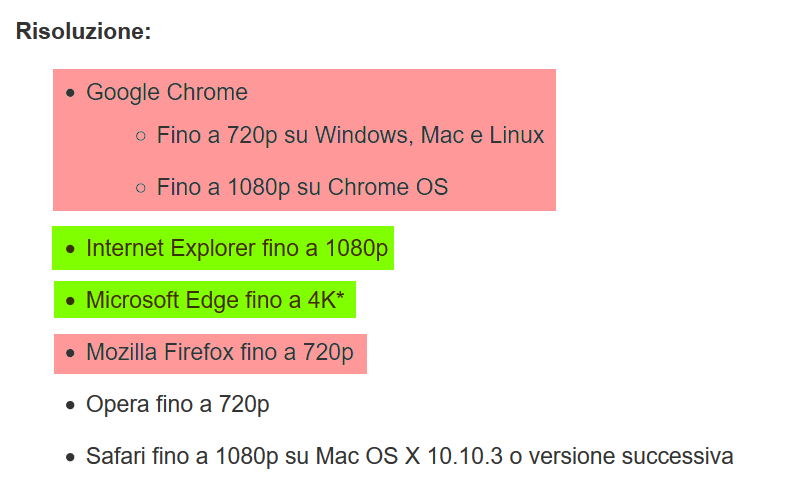 Risoluzione:
Google Chrome
Fino a 720p su Windows, Mac e Linux
Fino a 1080p su Chrome OS
Internet Explorer fino a 1080p
Microsoft Edge fino a 4K*
Mozilla Firefox fino a 720p
Opera fino a 720p
Safari fino a 1080p su Mac OS X 10.10.3 o versione successiva